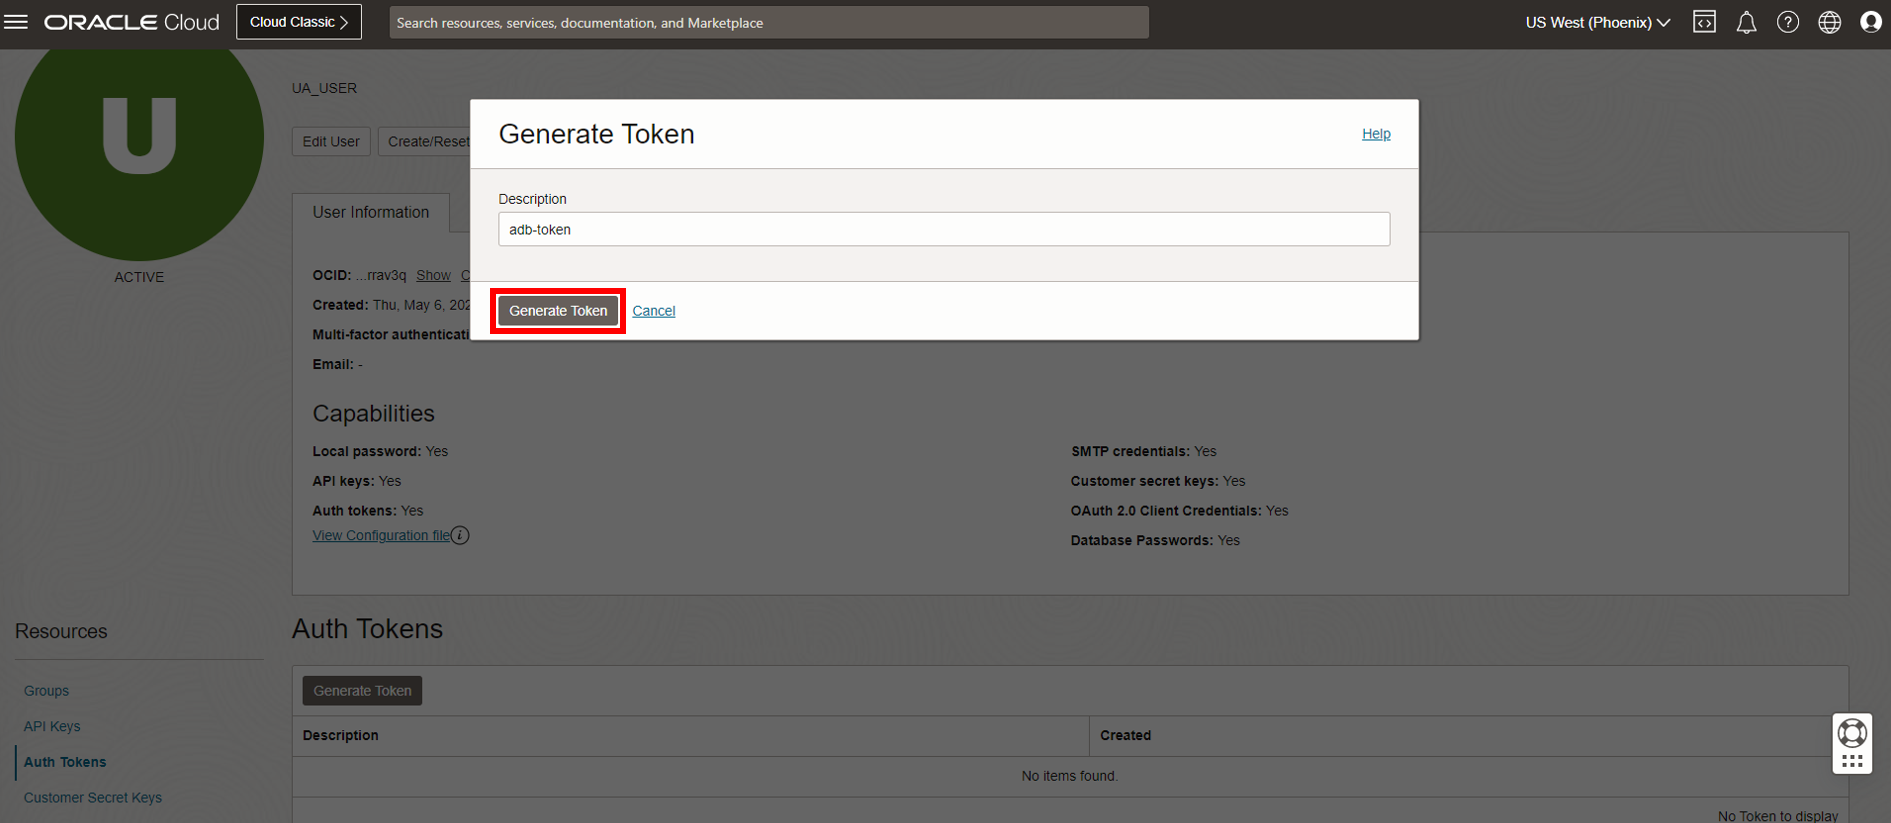 ORACLE Cloud Cloud Classic > Search resources, services, documentation, and Marketplace US West (Phoenix)
U
ACTIVE
UA_USER
Edit User Create/Reset
Generate Token Help
Description
adb-token
Generate Token Cancel
User Information
OCID: ...rrav3q Show C
Created: Thu, May 6, 202
Multi-factor authenticati
Email: -
Capabilities
Local password: Yes
API keys: Yes
Auth tokens: Yes
View Configuration file i
SMTP credentials: Yes
Customer secret keys: Yes
OAuth 2.0 Client Credentials: Yes
Database Passwords: Yes
Resources
Groups
API Keys
Auth Tokens
Customer Secret Keys
Auth Tokens
Generate Token
Description Created
No items found.
No Token to display